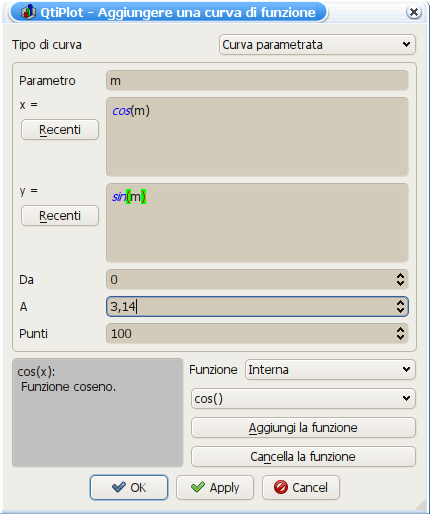 QtiPlot - Aggiungere una curva di funzione
Tipo di curva Curva parametrata
Parametro m
x = cos(m)
Recenti
y = sin(m)
Recenti
Da 0
A 3,14
Punti 100
cos(x): Funzione Interna
Funzione coseno.
cos()
Aggiungi la funzione
Cancella la funzione
OK Apply Cancel